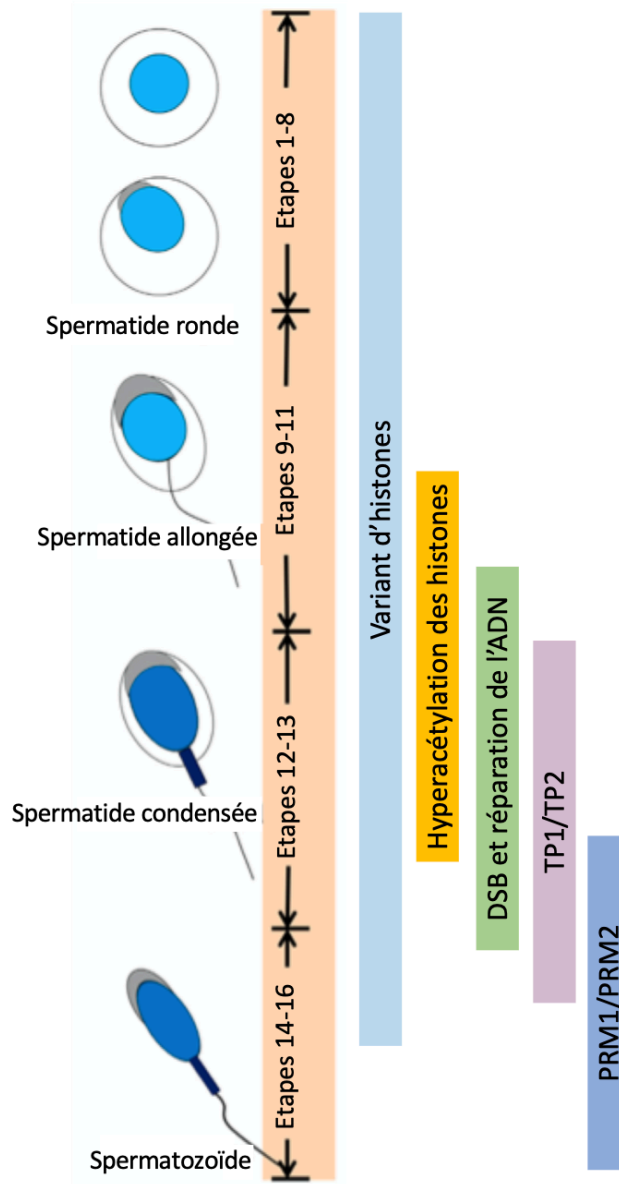 Etapes 1-8
Spermatide ronde
Etapes 9-11
Spermatide allongée
Etapes 12-13
Spermatide condensée
Etapes 14-16
Spermatozoïde
Variant d'histones
Hyperacétylation des histones
DSB et réparation de l'ADN
TP1/TP2
PRM1/PRM2